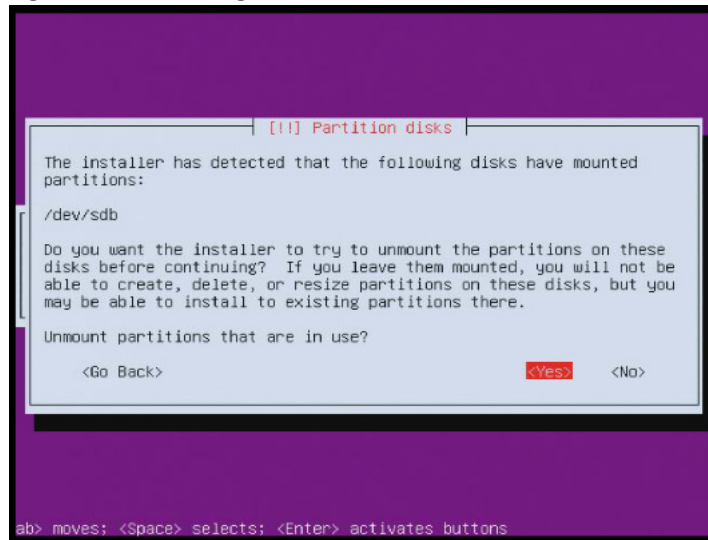 [!!] Partition disks
The installer has detected that the following disks have mounted
partitions:
/dev/sdb
Do you want the installer to try to unmount the partitions on these
disks before continuing?  If you leave them mounted, you will not be
able to create, delete, or resize partitions on these disks, but you
may be able to install to existing partitions there.
Unmount partitions that are in use?
<Go Back> <Yes> <No>
ab> moves; <Space> selects; <Enter> activates buttons